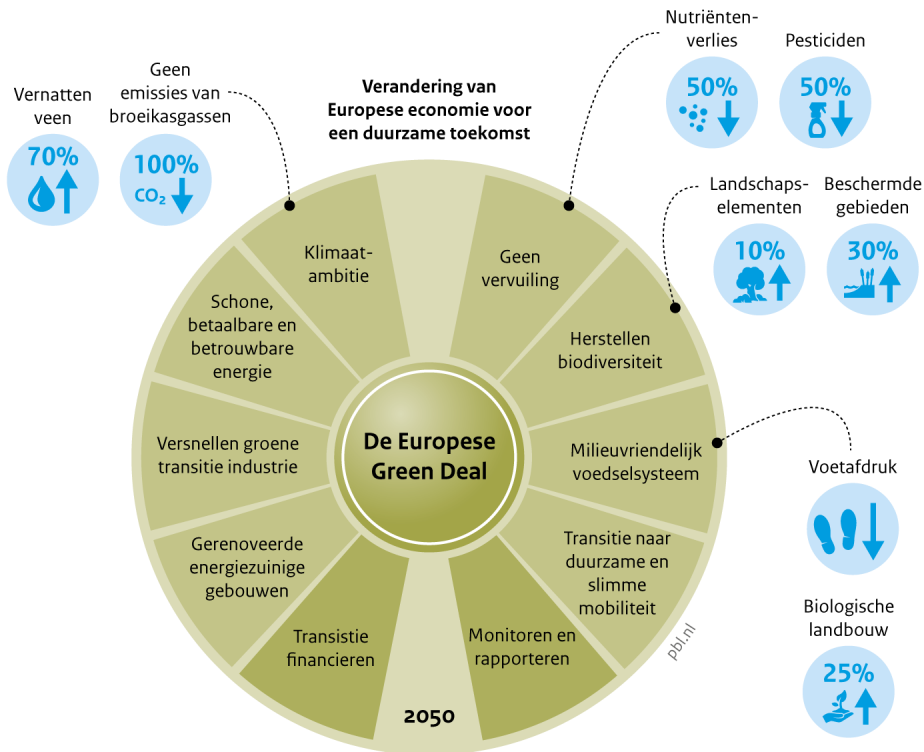 Verandering van
Europese economie voor
een duurzame toekomst
Vernatten
veen
70%
Geen
emissies van
broeikasgassen
100%
CO₂
Nutriënten-
verlies
50%
Pesticiden
50%
Landschaps-
elementen
10%
Beschermde
gebieden
30%
Klimaat-
ambitie
Geen
vervuiling
Schone,
betaalbare en
betrouwbare
energie
Herstellen
biodiversiteit
De Europese
Green Deal
Versnellen groene
transitie industrie
Milieuvriendelijk
voedselsysteem
Voetafdruk
Gerenoveerde
energiezuinige
gebouwen
Transitie naar
duurzame en
slimme
mobiliteit
Biologische
landbouw
25%
Transistie
financieren
Monitoren en
rapporteren
2050
pbl.nl